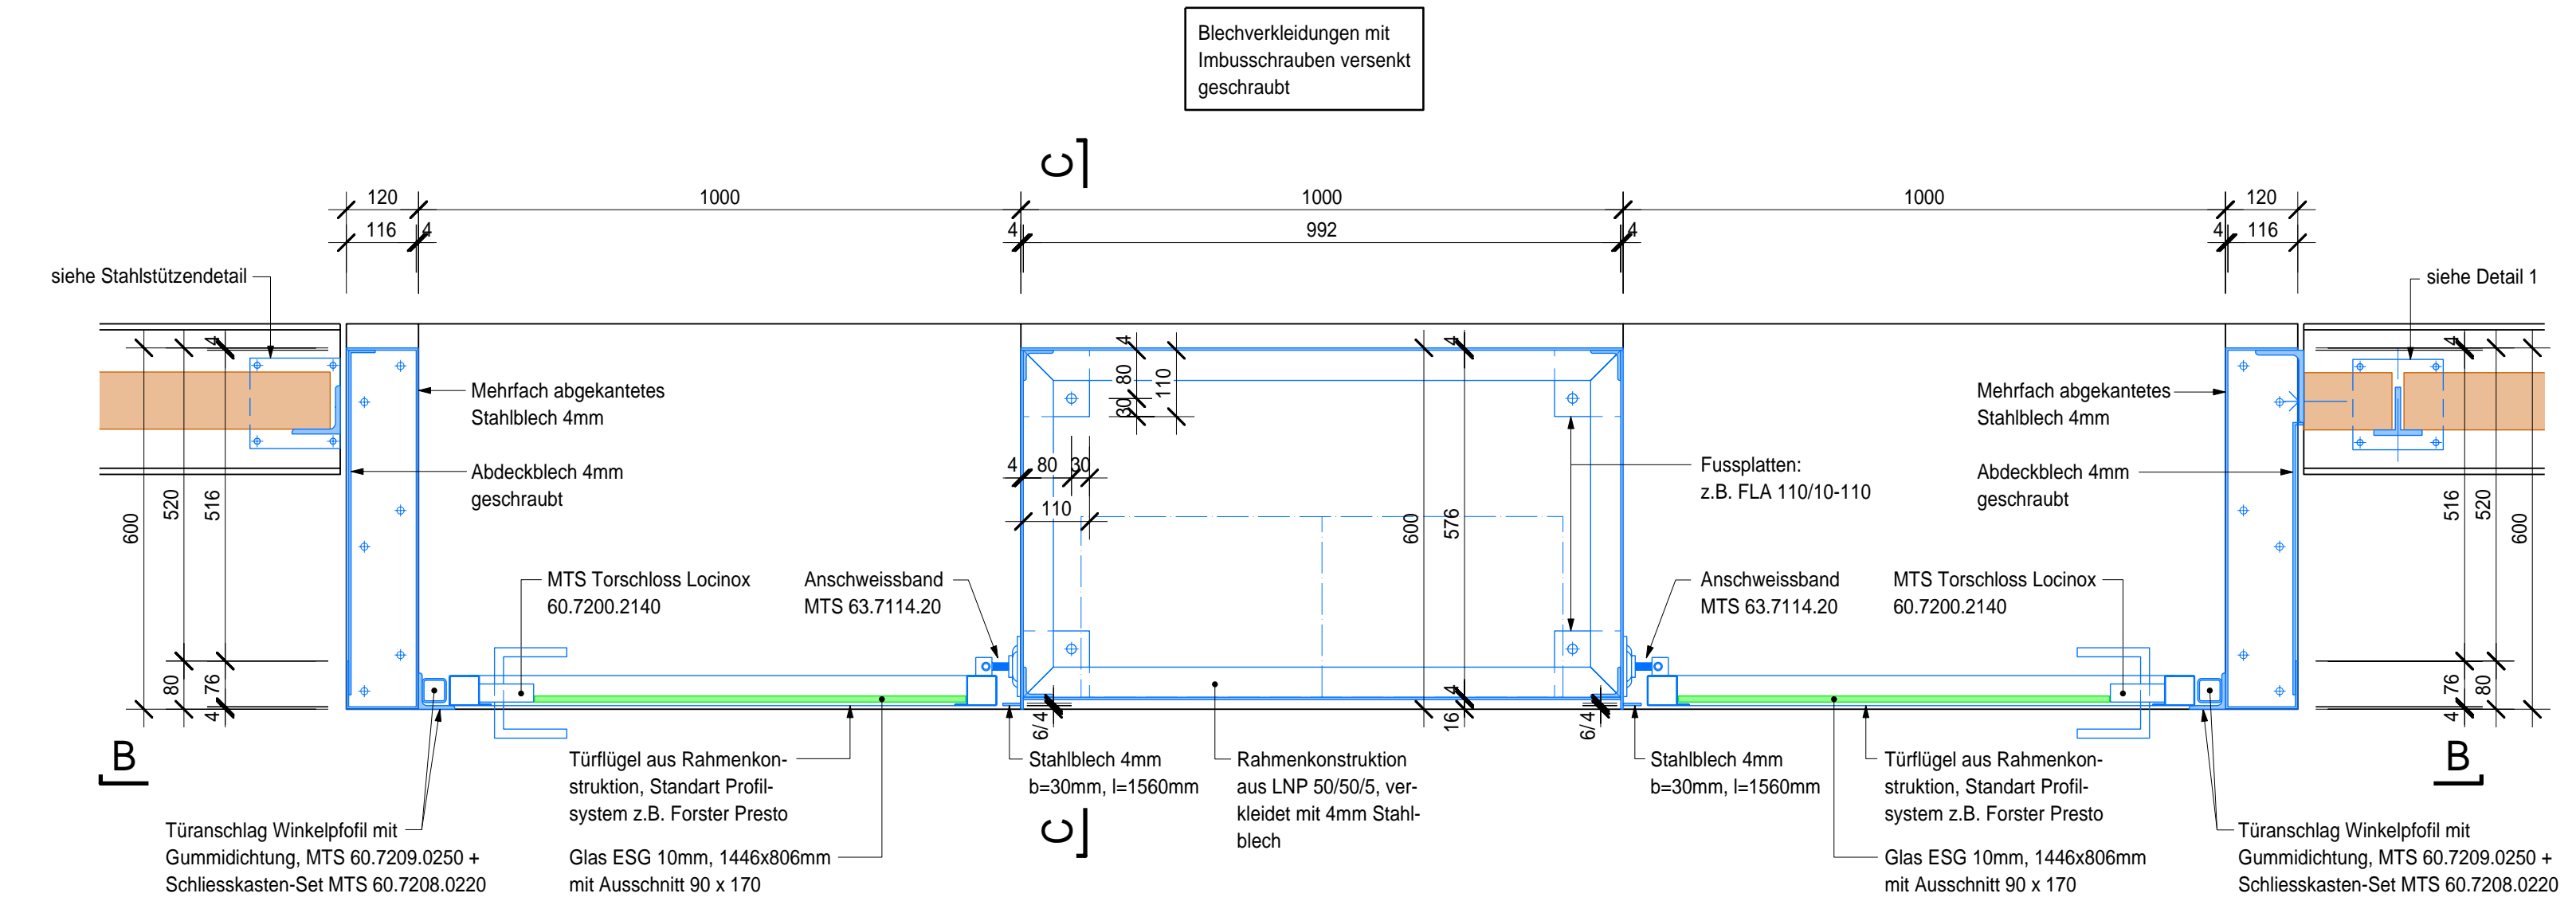 Blechverkleidungen mit
Imbusschrauben versenkt
geschraubt
C
120
1000
1000
1000
120
116
4
4
992
4
4
116
siehe Stahlstützendetail
siehe Detail 1
4
4
4
4
80
110
30
Mehrfach abgekantetes
Stahlblech 4mm
Mehrfach abgekantetes
Stahlblech 4mm
4
80
30
110
Abdeckblech 4mm
geschraubt
Fussplatten:
z.B. FLA 110/10-110
Abdeckblech 4mm
geschraubt
600
520
516
600
576
516
520
600
MTS Torschloss Locinox
60.7200.2140
Anschweissband
MTS 63.7114.20
Anschweissband
MTS 63.7114.20
MTS Torschloss Locinox
60.7200.2140
80
76
4
6/4
4
16
6/4
76
80
4
B
B
Türflügel aus Rahmenkon-
struktion, Standart Profil-
system z.B. Forster Presto
Stahlblech 4mm
b=30mm, l=1560mm
Rahmenkonstruktion
aus LNP 50/50/5, ver-
kleidet mit 4mm Stahl-
blech
Stahlblech 4mm
b=30mm, l=1560mm
Türflügel aus Rahmenkon-
struktion, Standart Profil-
system z.B. Forster Presto
C
Türanschlag Winkelpfofil mit
Gummidichtung, MTS 60.7209.0250 +
Schliesskasten-Set MTS 60.7208.0220
Glas ESG 10mm, 1446x806mm
mit Ausschnitt 90 x 170
Glas ESG 10mm, 1446x806mm
mit Ausschnitt 90 x 170
Türanschlag Winkelpfofil mit
Gummidichtung, MTS 60.7209.0250 +
Schliesskasten-Set MTS 60.7208.0220